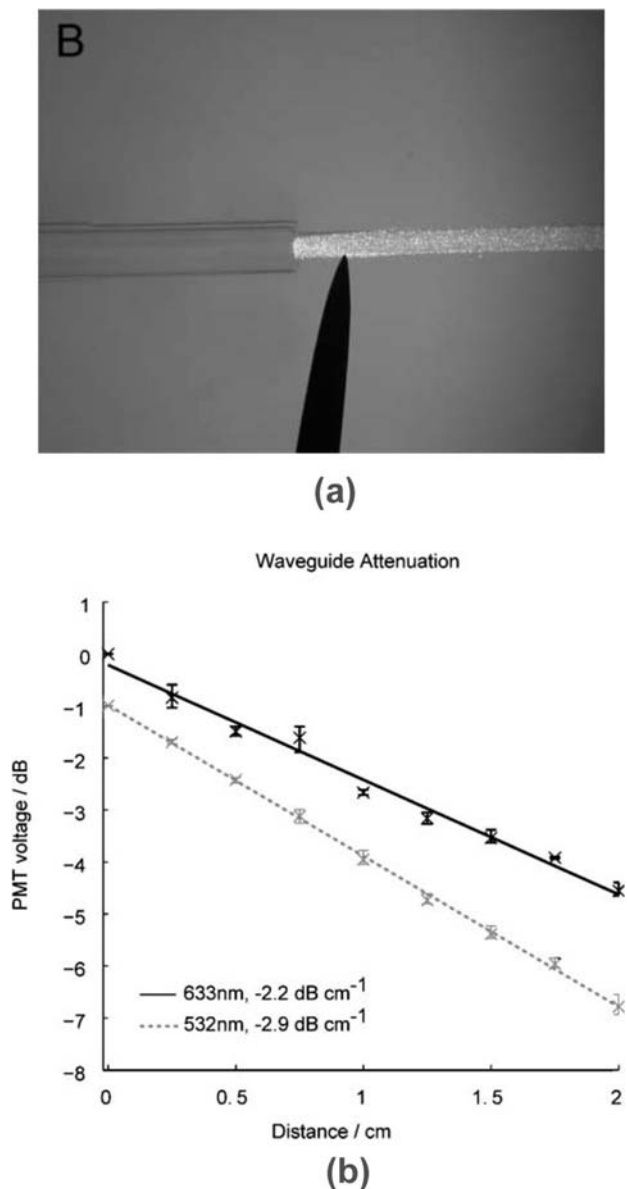 B
(a)
Waveguide Attenuation
1
0
−1
−2
−3
−4
−5
−6
−7
−8
PMT voltage / dB
633nm, -2.2 dB cm⁻¹
532nm, -2.9 dB cm⁻¹
0
0.5
1
1.5
2
Distance / cm
(b)